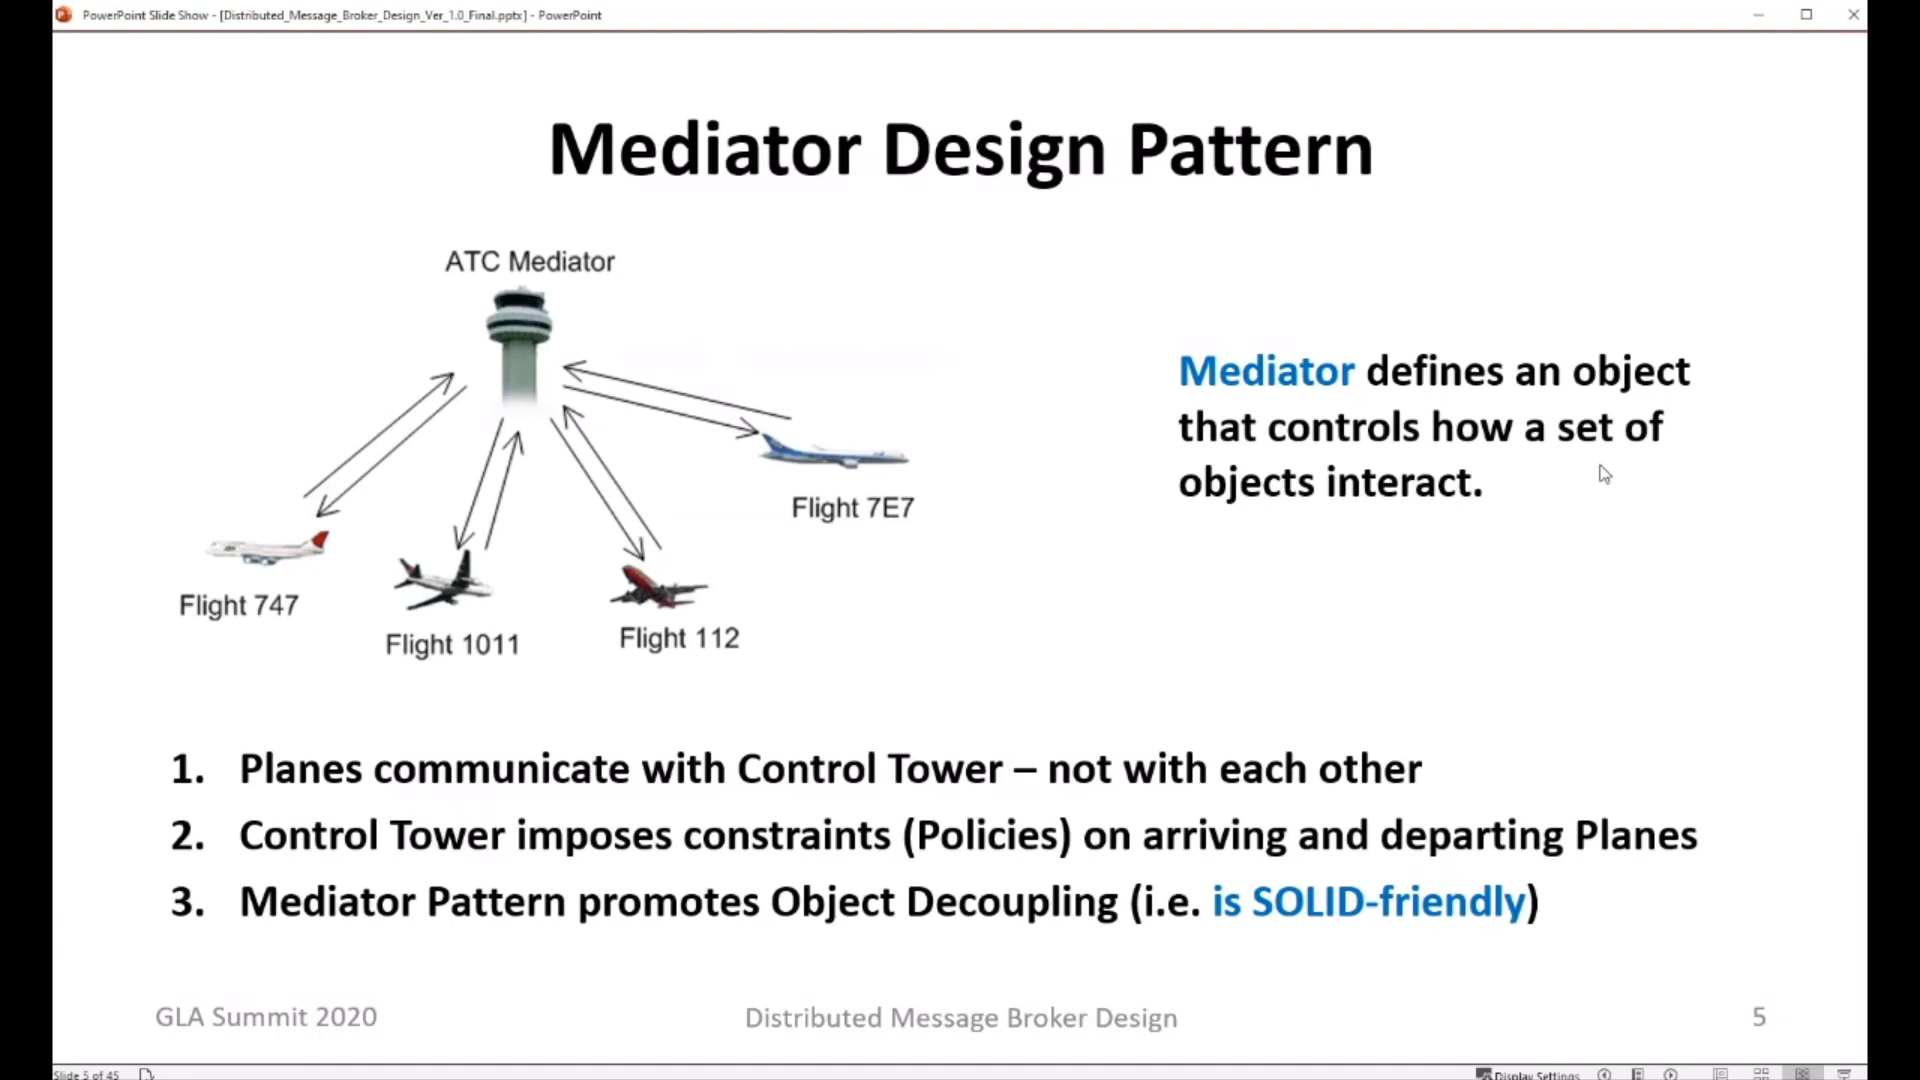 PowerPoint Slide Show - [Distributed_Message_Broker_Design_Ver_1.0_Final.pptx] - PowerPoint
Mediator Design Pattern
ATC Mediator
Flight 747
Flight 1011
Flight 112
Flight 7E7
Mediator defines an object
that controls how a set of
objects interact.
1. Planes communicate with Control Tower – not with each other
2. Control Tower imposes constraints (Policies) on arriving and departing Planes
3. Mediator Pattern promotes Object Decoupling (i.e. is SOLID-friendly)
GLA Summit 2020
Distributed Message Broker Design
5
Slide 5 of 45
Display Settings